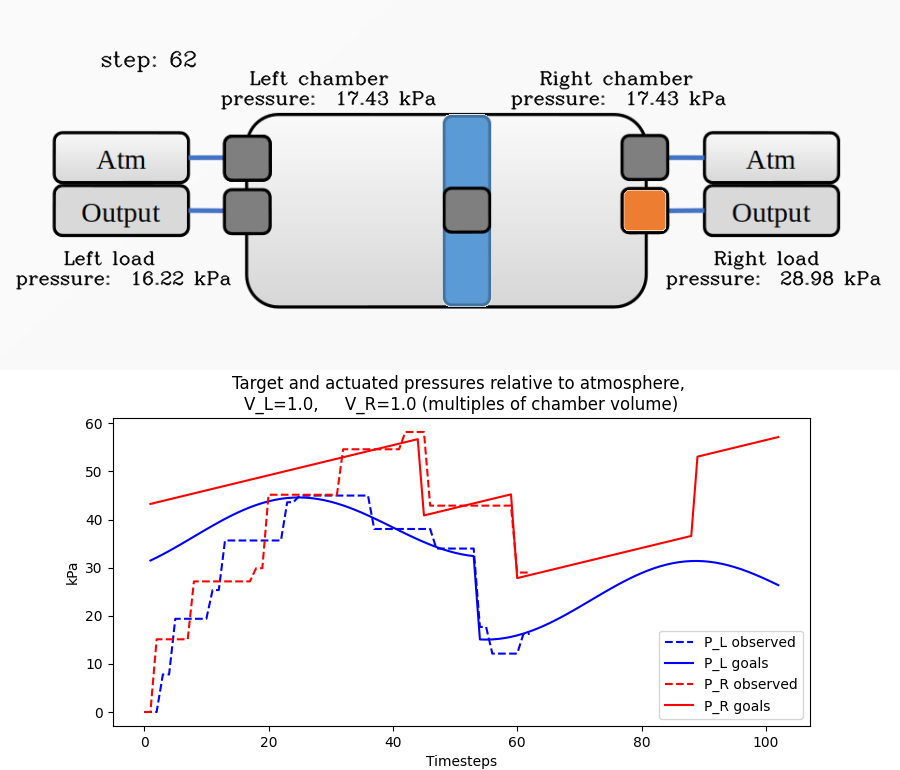 step: 62
Left chamber
pressure: 17.43 kPa
Right chamber
pressure: 17.43 kPa
Atm
Output
Atm
Output
Left load
pressure: 16.22 kPa
Right load
pressure: 28.98 kPa
Target and actuated pressures relative to atmosphere,
V_L=1.0, V_R=1.0 (multiples of chamber volume)
60
50
40
30
20
10
0
kPa
0 20 40 60 80 100
Timesteps
P_L observed
P_L goals
P_R observed
P_R goals